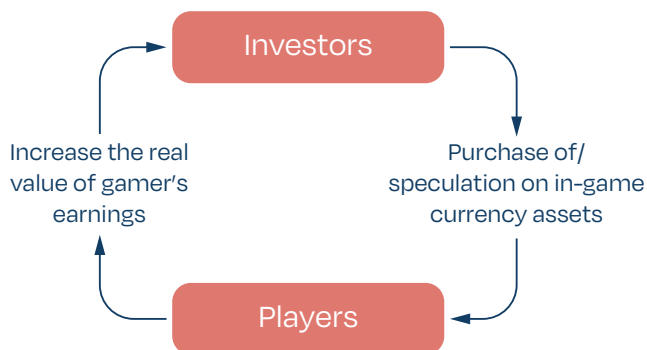 Investors
Increase the real
value of gamer’s
earnings
Purchase of/
speculation on in-game
currency assets
Players